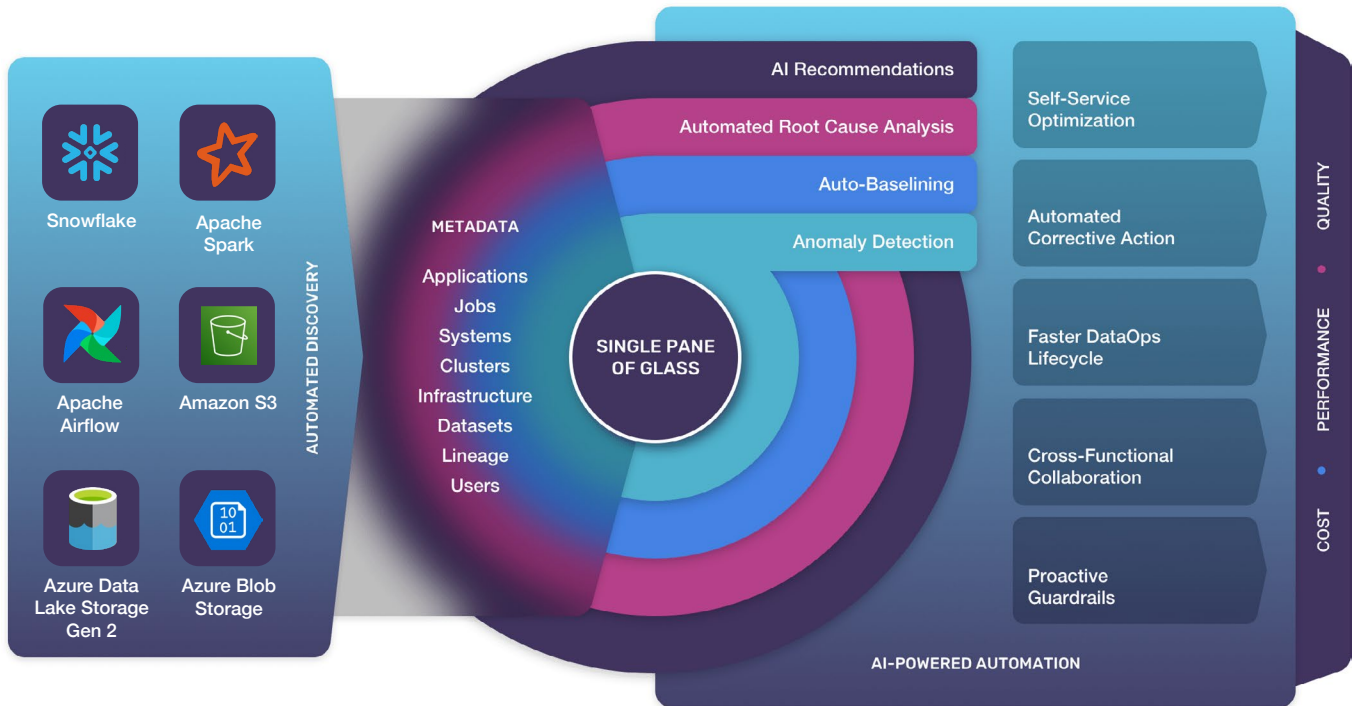 Snowflake
Apache
Spark
Apache
Airflow
Amazon S3
Azure Data
Lake Storage
Gen 2
10
01
Azure Blob
Storage
AUTOMATED DISCOVERY
METADATA
Applications
Jobs
Systems
Clusters
Infrastructure
Datasets
Lineage
Users
SINGLE PANE
OF GLASS
AI Recommendations
Automated Root Cause Analysis
Auto-Baselining
Anomaly Detection
Self-Service
Optimization
Automated
Corrective Action
Faster DataOps
Lifecycle
Cross-Functional
Collaboration
Proactive
Guardrails
AI-POWERED AUTOMATION
COST • PERFORMANCE • QUALITY